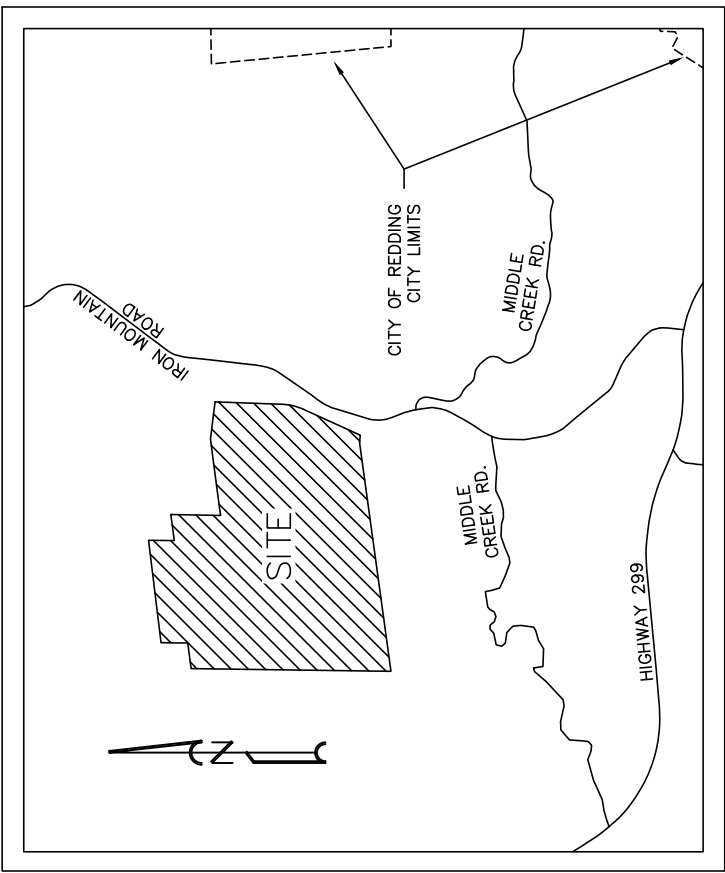 IRON MOUNTAIN
ROAD
CITY OF REDDING
CITY LIMITS
MIDDLE
CREEK RD.
SITE
MIDDLE
CREEK RD.
HIGHWAY 299
N